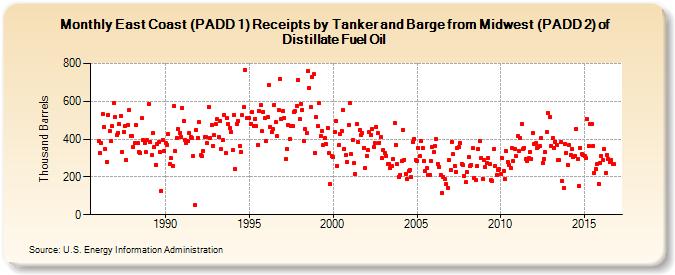 Monthly East Coast (PADD 1) Receipts by Tanker and Barge from Midwest (PADD 2) of
Distillate Fuel Oil
Thousand Barrels
800
600
400
200
0
1990
1995
2000
2005
2010
2015
Source: U.S. Energy Information Administration